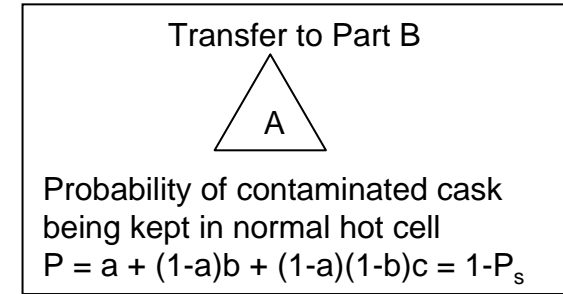 Transfer to Part B
A
Probability of contaminated cask
being kept in normal hot cell
P = a + (1-a)b + (1-a)(1-b)c = 1-Pₛ